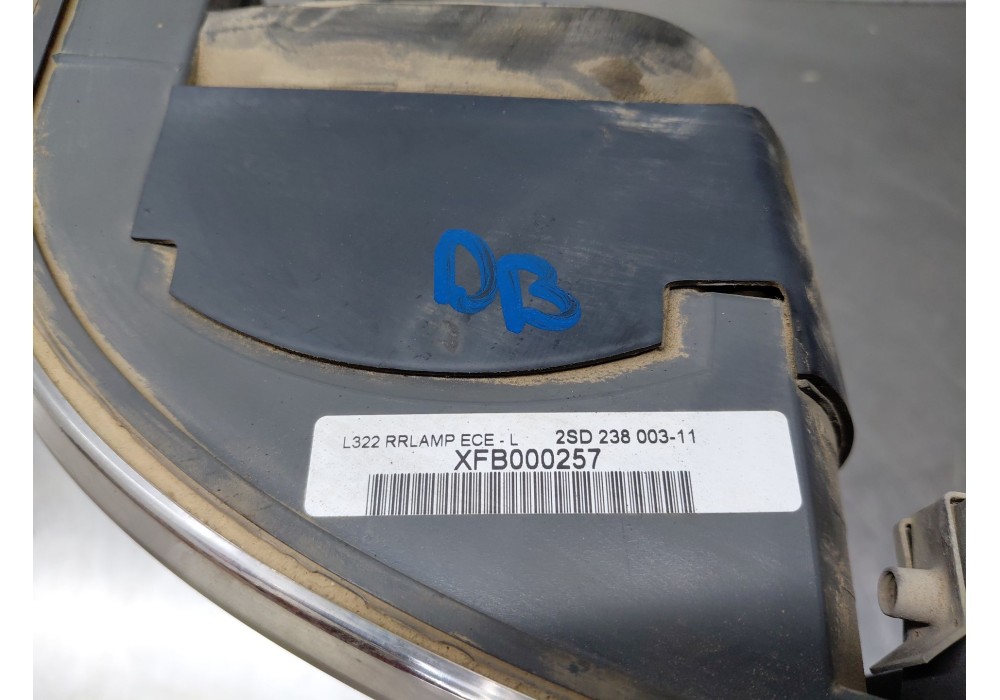 DB
L322 RRLAMP ECE - L 2SD 238 003-11
XFB000257